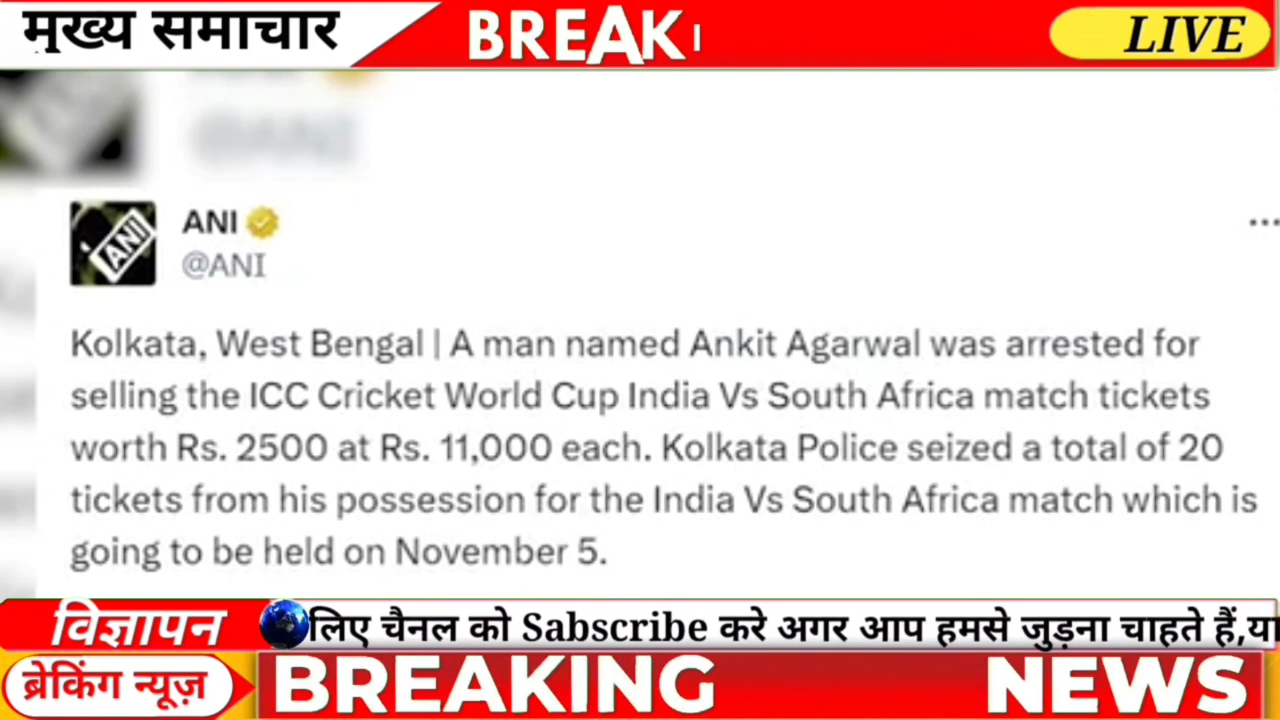 मुख्य समाचार
BREAK
LIVE
ANI
@ANI
Kolkata, West Bengal | A man named Ankit Agarwal was arrested for
selling the ICC Cricket World Cup India Vs South Africa match tickets
worth Rs. 2500 at Rs. 11,000 each. Kolkata Police seized a total of 20
tickets from his possession for the India Vs South Africa match which is
going to be held on November 5.
विज्ञापन
लिए चैनल को Sabscribe करे अगर आप हमसे जुड़ना चाहते हैं,या
ब्रेकिंग न्यूज़
BREAKING NEWS